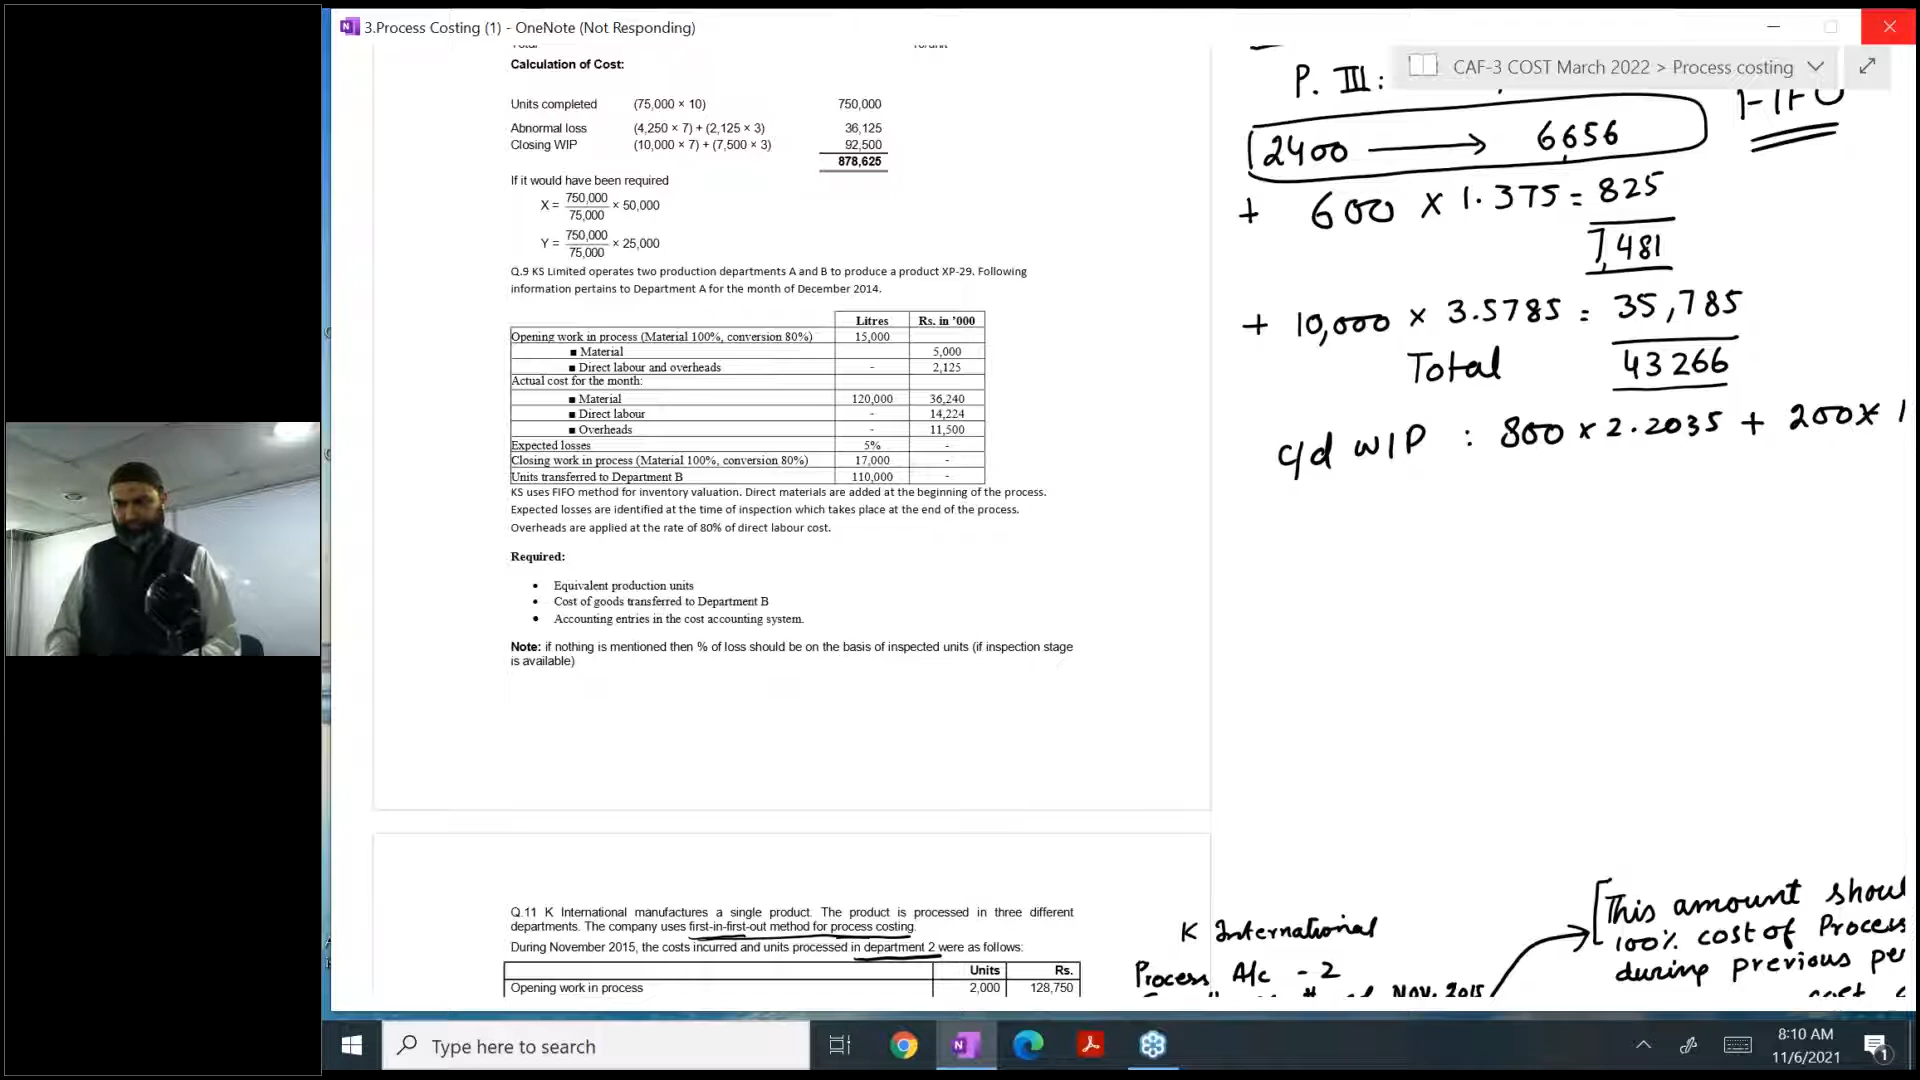 3.Process Costing (1) - OneNote (Not Responding)
CAF-3 COST March 2022 > Process costing
Calculation of Cost:
Units completed (75,000 × 10) 750,000
Abnormal loss (4,250 × 7) + (2,125 × 3) 36,125
Closing WIP (10,000 × 7) + (7,500 × 3) 92,500
878,625
If it would have been required
X = 750,000 / 75,000 × 50,000
Y = 750,000 / 75,000 × 25,000
Q.9 KS Limited operates two production departments A and B to produce a product XP-29. Following
information pertains to Department A for the month of December 2014.
Litres Rs. in ’000
Opening work in process (Material 100%, conversion 80%) 15,000
■ Material 5,000
■ Direct labour and overheads - 2,125
Actual cost for the month:
■ Material 120,000 36,240
■ Direct labour - 14,224
■ Overheads - 11,500
Expected losses 5% -
Closing work in process (Material 100%, conversion 80%) 17,000 -
Units transferred to Department B 110,000 -
KS uses FIFO method for inventory valuation. Direct materials are added at the beginning of the process.
Expected losses are identified at the time of inspection which takes place at the end of the process.
Overheads are applied at the rate of 80% of direct labour cost.
Required:
• Equivalent production units
• Cost of goods transferred to Department B
• Accounting entries in the cost accounting system.
Note: if nothing is mentioned then % of loss should be on the basis of inspected units (if inspection stage
is available)
Q.11 K International manufactures a single product. The product is processed in three different
departments. The company uses first-in-first-out method for process costing.
During November 2015, the costs incurred and units processed in department 2 were as follows:
Units Rs.
Opening work in process 2,000 128,750
P. III:
FIFO
2400 → 6656
+ 600 × 1.375 = 825
7,481
+ 10,000 × 3.5785 = 35,785
Total 43266
c/d WIP : 800 × 2.2035 + 200 × 1
K International
Process A/c - 2
Nov. 2015
This amount shoul
100% cost of Process
during previous pe
cost
Type here to search
8:10 AM
11/6/2021
1